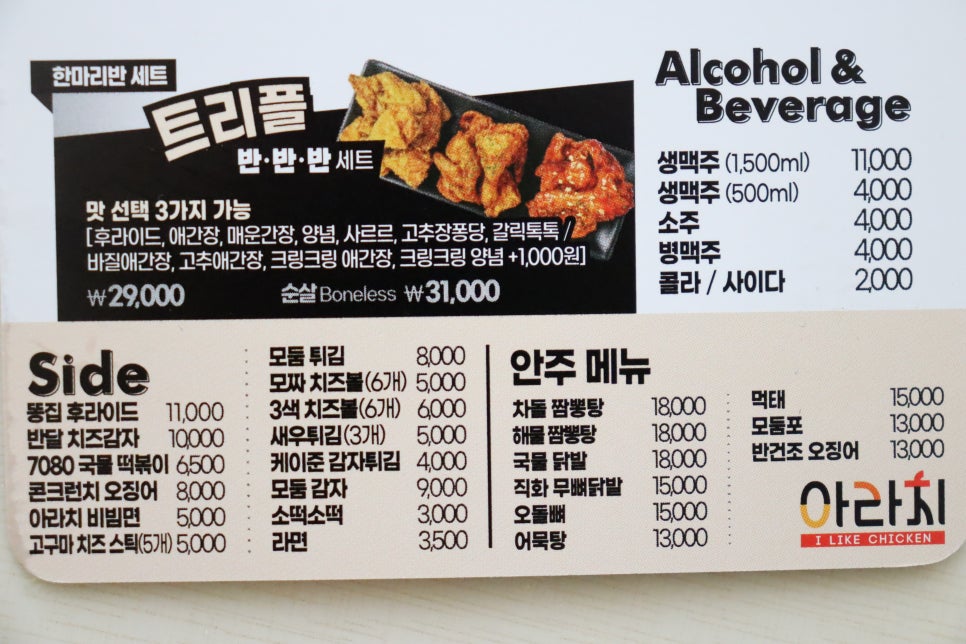 한마리반 세트
트리플
반·반·반 세트
맛 선택 3가지 가능
[후라이드, 애간장, 매운간장, 양념, 사르르, 고추장퐁당, 갈릭톡톡 /
바질애간장, 고추애간장, 크링크링 애간장, 크링크링 양념 +1,000원]
₩29,000 순살 Boneless ₩31,000
Alcohol &
Beverage
생맥주 (1,500ml) 11,000
생맥주 (500ml) 4,000
소주 4,000
병맥주 4,000
콜라 / 사이다 2,000
Side
똥집 후라이드 11,000
반달 치즈감자 10,000
7080 국물 떡볶이 6,500
콘크런치 오징어 8,000
아라치 비빔면 5,000
고구마 치즈 스틱(5개) 5,000
모둠 튀김 8,000
모짜 치즈볼(6개) 5,000
3색 치즈볼(6개) 6,000
새우튀김(3개) 5,000
케이준 감자튀김 4,000
모둠 감자 9,000
소떡소떡 3,000
라면 3,500
안주 메뉴
차돌 짬뽕탕 18,000
해물 짬뽕탕 18,000
국물 닭발 18,000
직화 무뼈닭발 15,000
오돌뼈 15,000
어묵탕 13,000
먹태 15,000
모둠포 13,000
반건조 오징어 13,000
아라치
I LIKE CHICKEN